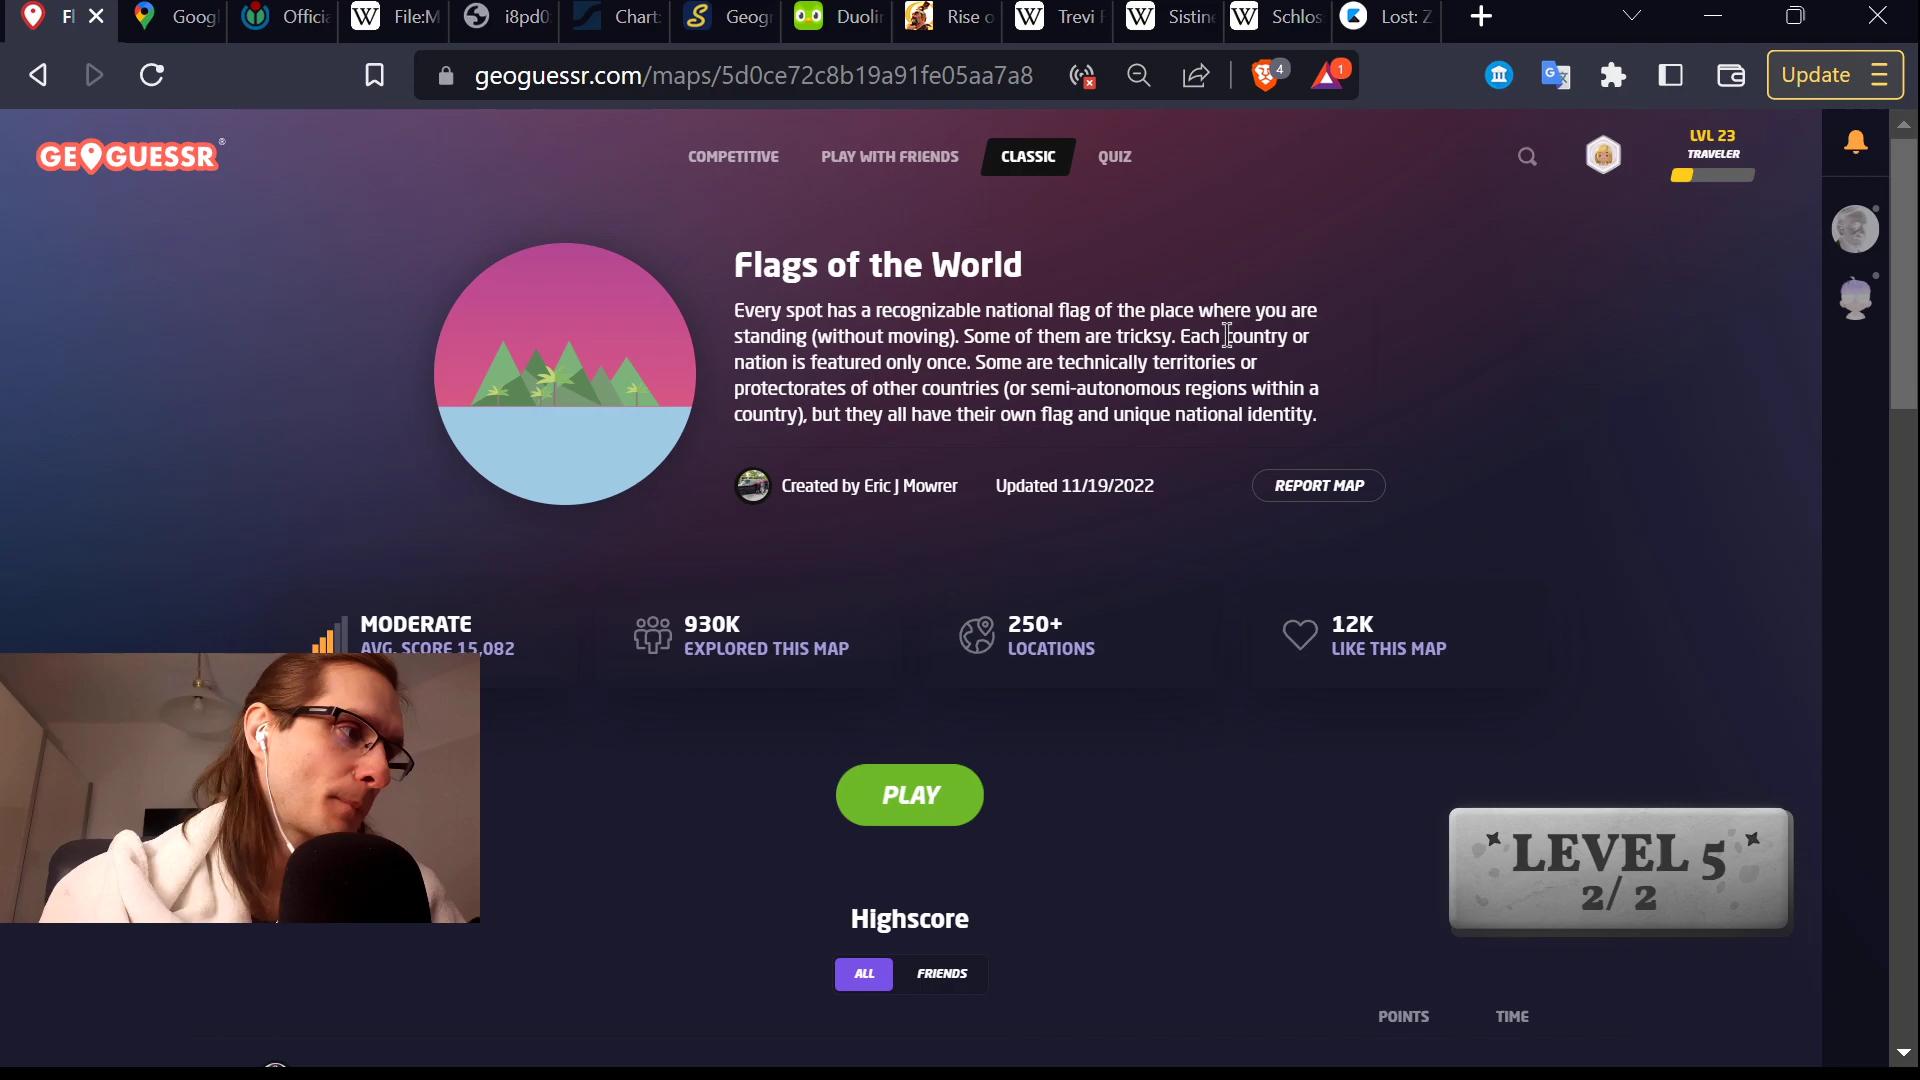 Fl
Goog
Officia
File:M
i8pd0
Chart:
Geogr
Duolin
Rise o
Trevi F
Sistine
Schlos
Lost: Z
geoguessr.com/maps/5d0ce72c8b19a91fe05aa7a8
4
1
Update
GEOGUESSR®
COMPETITIVE
PLAY WITH FRIENDS
CLASSIC
QUIZ
LVL 23
TRAVELER
Flags of the World
Every spot has a recognizable national flag of the place where you are
standing (without moving). Some of them are tricksy. Each country or
nation is featured only once. Some are technically territories or
protectorates of other countries (or semi-autonomous regions within a
country), but they all have their own flag and unique national identity.
Created by Eric J Mowrer
Updated 11/19/2022
REPORT MAP
MODERATE
AVG. SCORE 15,082
930K
EXPLORED THIS MAP
250+
LOCATIONS
12K
LIKE THIS MAP
PLAY
LEVEL 5
2/ 2
Highscore
ALL
FRIENDS
POINTS
TIME